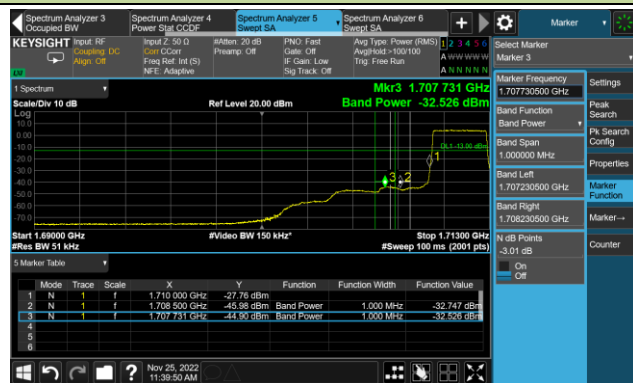 Spectrum Analyzer 3
Occupied BW
Spectrum Analyzer 4
Power Stat CCDF
Spectrum Analyzer 5
Swept SA
Spectrum Analyzer 6
Swept SA
+
Marker
KEYSIGHT
Input: RF
Coupling: DC
Align: Off
Input Z: 50 Ω
Corr CCorr
Freq Ref: Int (S)
NFE: Adaptive
#Atten: 20 dB
Preamp: Off
PNO: Fast
Gate: Off
IF Gain: Low
Sig Track: Off
Avg Type: Power (RMS)
Avg|Hold:>100/100
Trig: Free Run
1 2 3 4 5 6
A W W W W W
A N N N N N
1 Spectrum
Scale/Div 10 dB
Log
Ref Level 20.00 dBm
Mkr3 1.707 731 GHz
Band Power -32.526 dBm
10.0
0.00
-10.0
-20.0
-30.0
-40.0
-50.0
-60.0
-70.0
DL1 -13.00 dBm
1
3
2
Start 1.69000 GHz
#Res BW 51 kHz
#Video BW 150 kHz*
Stop 1.71300 GHz
#Sweep 100 ms (2001 pts)
5 Marker Table
Mode Trace Scale X Y Function Function Width Function Value
1 N 1 f 1.710 000 GHz -27.76 dBm
2 N 1 f 1.708 500 GHz -45.98 dBm Band Power 1.000 MHz -32.747 dBm
3 N 1 f 1.707 731 GHz -44.90 dBm Band Power 1.000 MHz -32.526 dBm
4
5
6
Select Marker
Marker 3
Marker Frequency
1.707730500 GHz
Band Function
Band Power
Band Span
1.000000 MHz
Band Left
1.707230500 GHz
Band Right
1.708230500 GHz
N dB Points
-3.01 dB
On
Off
Settings
Peak Search
Pk Search Config
Properties
Marker Function
Marker→
Counter
?
Nov 25, 2022
11:39:50 AM